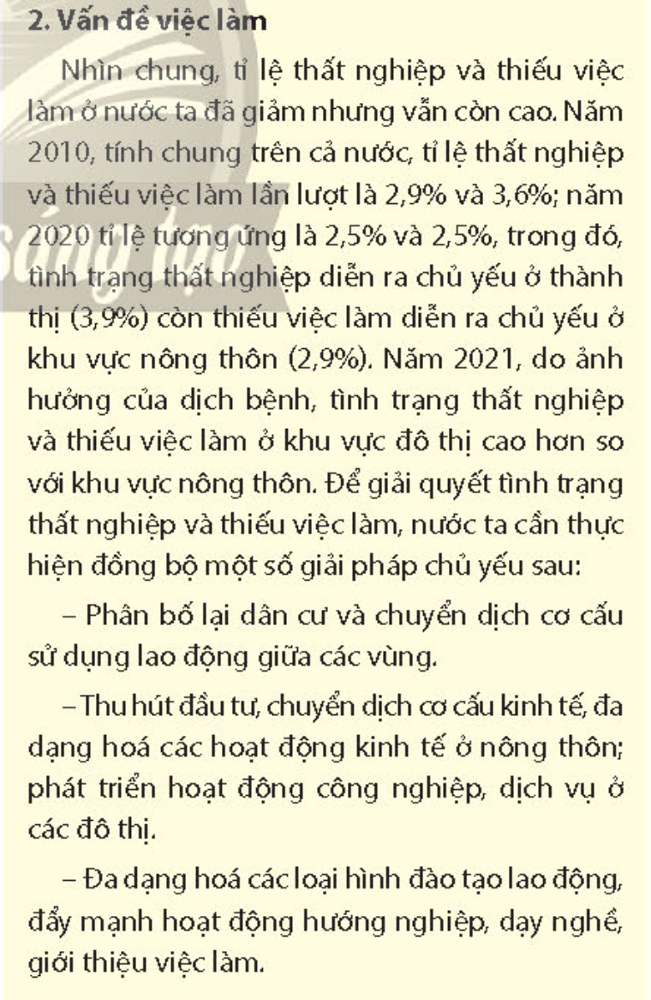 2. Vấn đề việc làm
Nhìn chung, tỉ lệ thất nghiệp và thiếu việc
làm ở nước ta đã giảm nhưng vẫn còn cao. Năm
2010, tính chung trên cả nước, tỉ lệ thất nghiệp
và thiếu việc làm lần lượt là 2,9% và 3,6%; năm
2020 tỉ lệ tương ứng là 2,5% và 2,5%, trong đó,
tình trạng thất nghiệp diễn ra chủ yếu ở thành
thị (3,9%) còn thiếu việc làm diễn ra chủ yếu ở
khu vực nông thôn (2,9%). Năm 2021, do ảnh
hưởng của dịch bệnh, tình trạng thất nghiệp
và thiếu việc làm ở khu vực đô thị cao hơn so
với khu vực nông thôn. Để giải quyết tình trạng
thất nghiệp và thiếu việc làm, nước ta cần thực
hiện đồng bộ một số giải pháp chủ yếu sau:
– Phân bố lại dân cư và chuyển dịch cơ cấu
sử dụng lao động giữa các vùng.
– Thu hút đầu tư, chuyển dịch cơ cấu kinh tế, đa
dạng hoá các hoạt động kinh tế ở nông thôn;
phát triển hoạt động công nghiệp, dịch vụ ở
các đô thị.
– Đa dạng hoá các loại hình đào tạo lao động,
đẩy mạnh hoạt động hướng nghiệp, dạy nghề,
giới thiệu việc làm.
sáng tạo